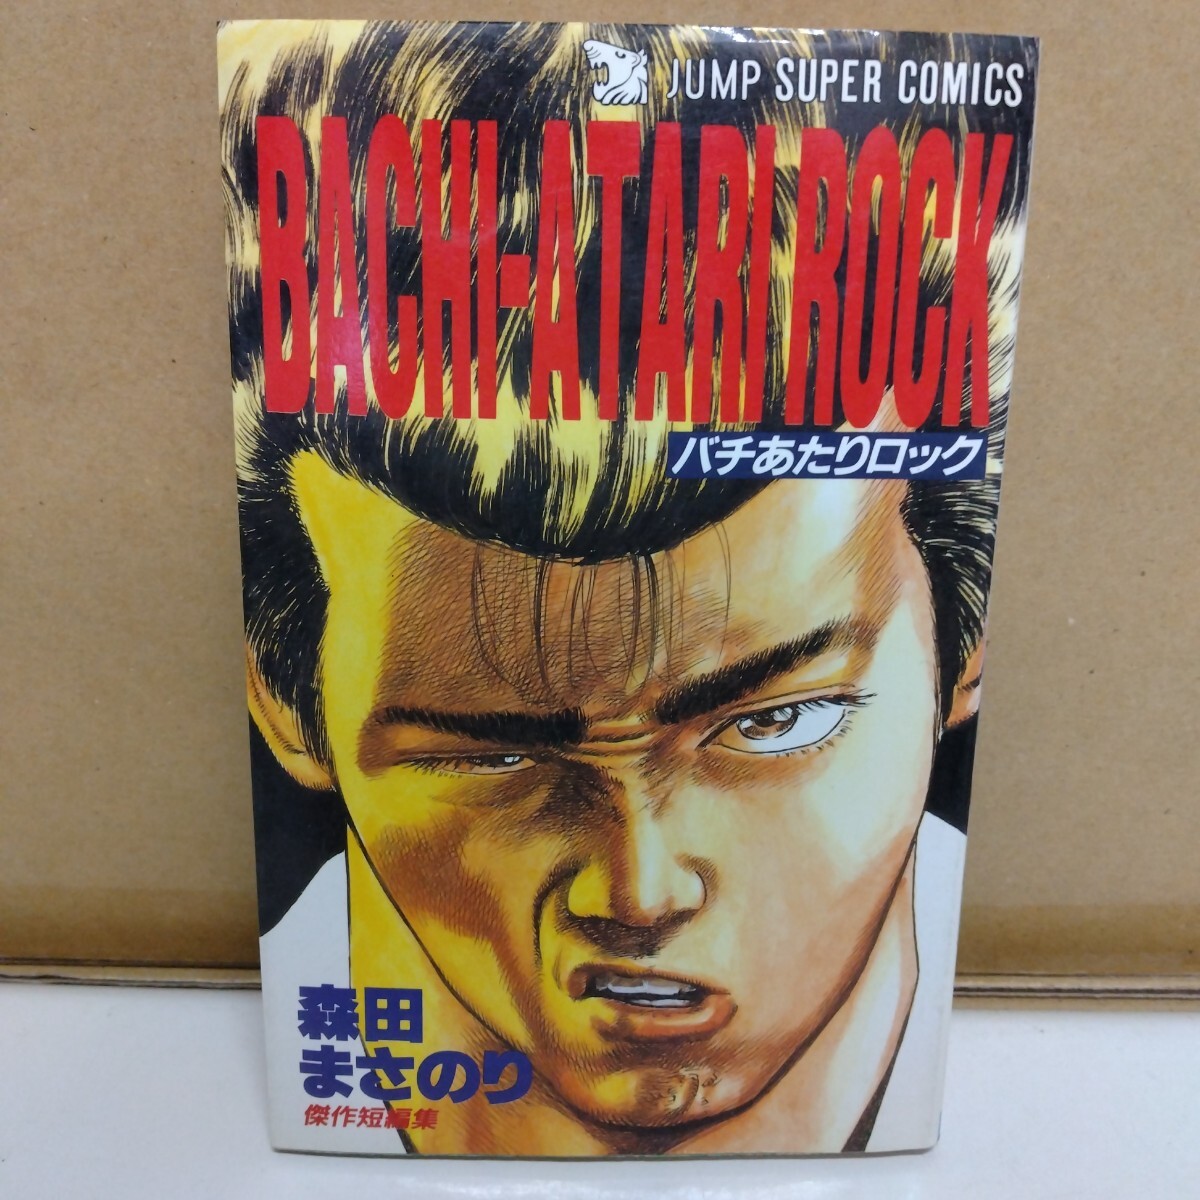 JUMP SUPER COMICS
BACHI-ATARI ROCK
バチあたりロック
森田
まさのり
傑作短編集